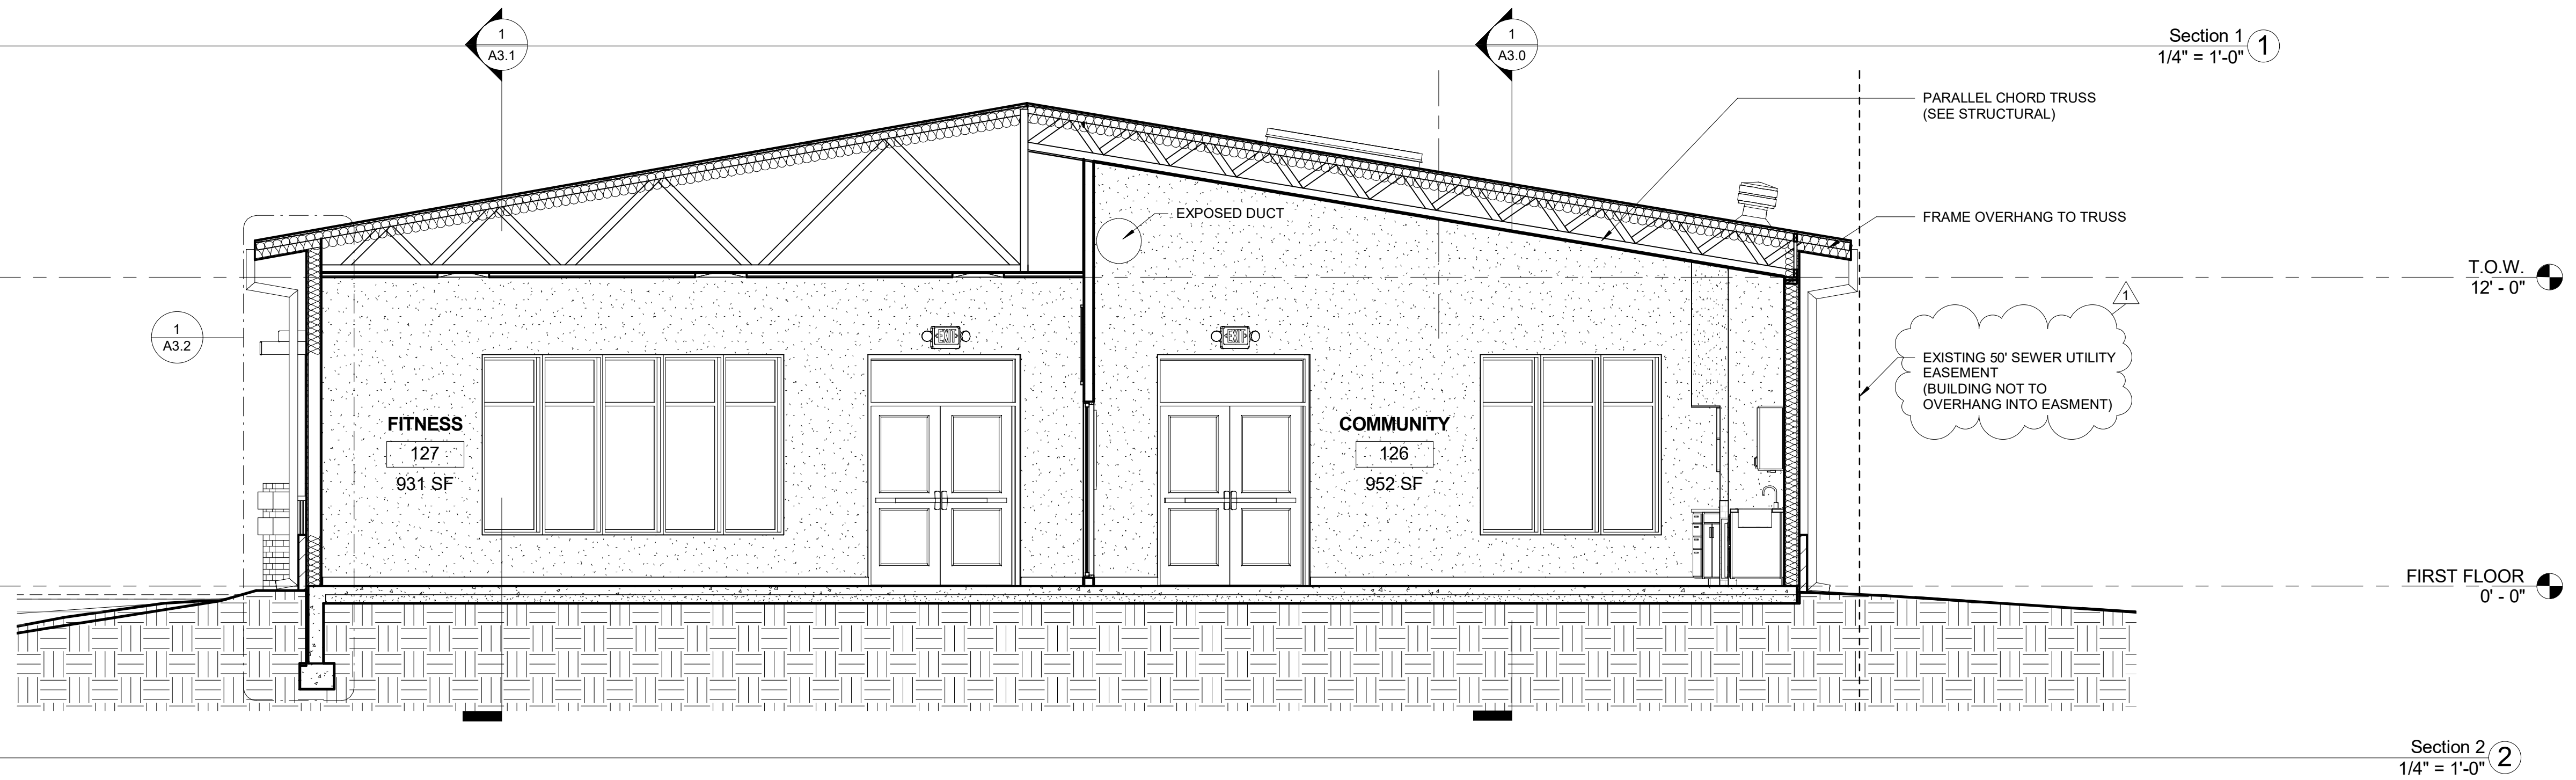 1
A3.1
1
A3.0
Section 1
1/4" = 1'-0"
1
PARALLEL CHORD TRUSS
(SEE STRUCTURAL)
EXPOSED DUCT
FRAME OVERHANG TO TRUSS
T.O.W.
12' - 0"
1
1
A3.2
EXIT
EXIT
EXISTING 50' SEWER UTILITY
EASEMENT
(BUILDING NOT TO
OVERHANG INTO EASMENT)
FITNESS
127
931 SF
COMMUNITY
126
952 SF
FIRST FLOOR
0' - 0"
Section 2
1/4" = 1'-0"
2